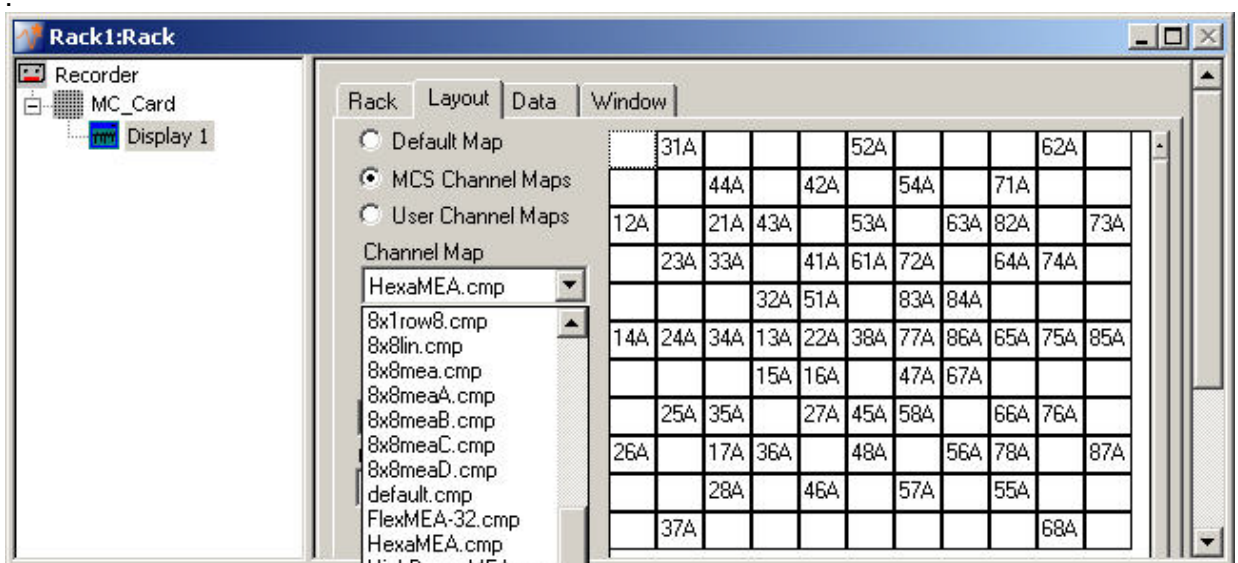 Rack1:Rack
Recorder
MC_Card
Display 1
Rack Layout Data Window
Default Map
MCS Channel Maps
User Channel Maps
Channel Map
HexaMEA.cmp
8x1row8.cmp
8x8lin.cmp
8x8mea.cmp
8x8meaA.cmp
8x8meaB.cmp
8x8meaC.cmp
8x8meaD.cmp
default.cmp
FlexMEA-32.cmp
HexaMEA.cmp
31A 52A 62A
44A 42A 54A 71A
12A 21A 43A 53A 63A 82A 73A
23A 33A 41A 61A 72A 64A 74A
32A 51A 83A 84A
14A 24A 34A 13A 22A 38A 77A 86A 65A 75A 85A
15A 16A 47A 67A
25A 35A 27A 45A 58A 66A 76A
26A 17A 36A 48A 56A 78A 87A
28A 46A 57A 55A
37A 68A